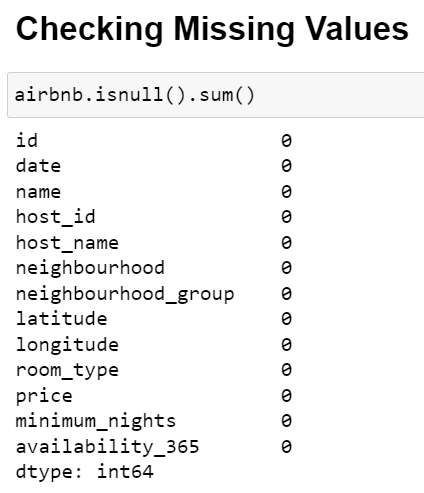 Checking Missing Values
airbnb.isnull().sum()
id 0
date 0
name 0
host_id 0
host_name 0
neighbourhood 0
neighbourhood_group 0
latitude 0
longitude 0
room_type 0
price 0
minimum_nights 0
availability_365 0
dtype: int64